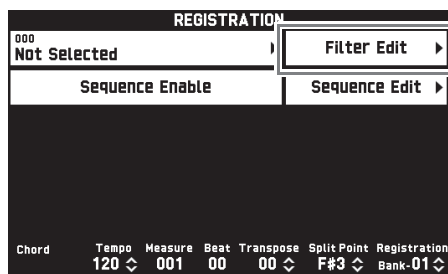 REGISTRATION
000
Not Selected
Filter Edit
Sequence Enable
Sequence Edit
Chord Tempo Measure Beat Transpose Split Point Registration
120 001 00 00 F#3 Bank-01